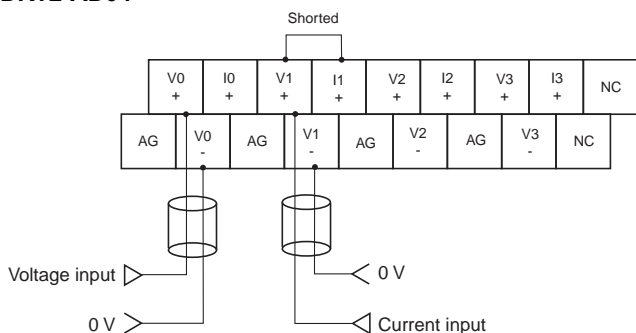 Shorted
V0 I0 V1 I1 V2 I2 V3 I3 NC
+ + + + + + + +
AG V0 AG V1 AG V2 AG V3 NC
- - - -
Voltage input
0 V
0 V
Current input